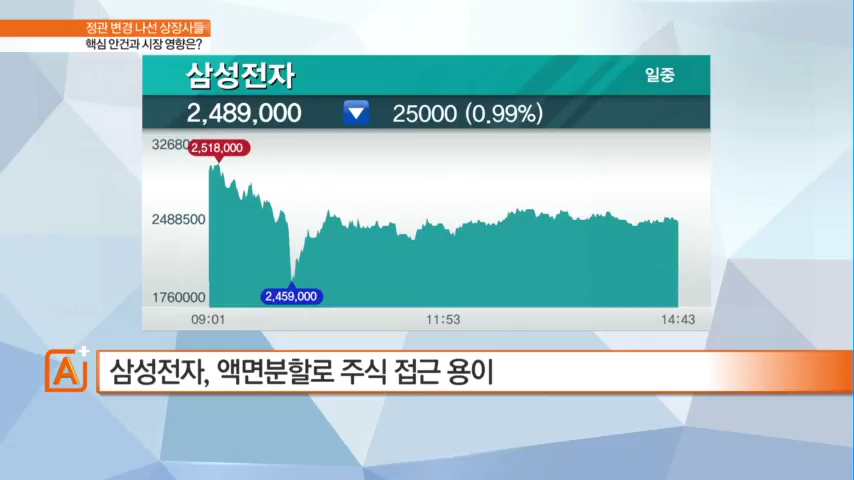 정관 변경 나선 상장사들
핵심 안건과 시장 영향은?
삼성전자
일중
2,489,000 ▼ 25000 (0.99%)
32680
2,518,000
2488500
2,459,000
1760000
09:01 11:53 14:43
A+
삼성전자, 액면분할로 주식 접근 용이